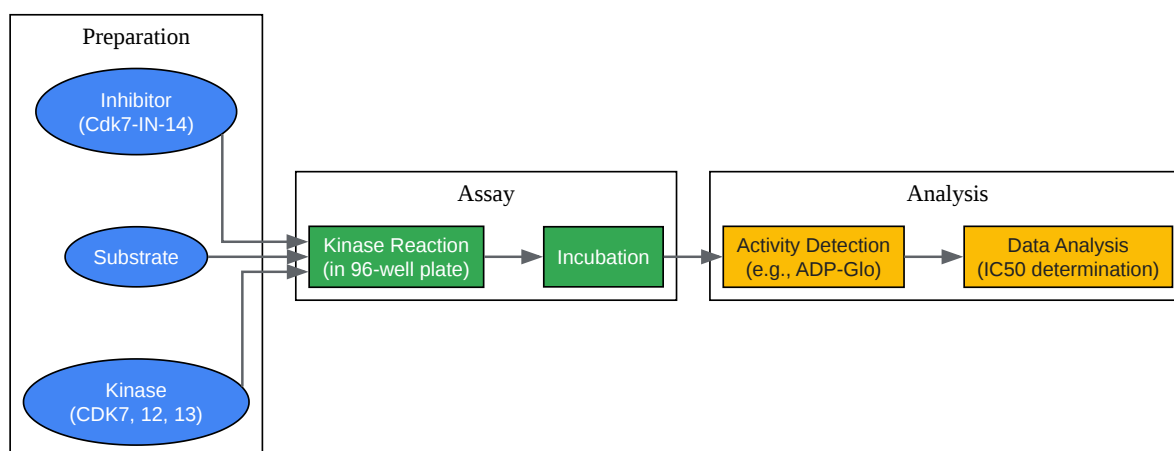 Preparation
Inhibitor
(Cdk7-IN-14)
Substrate
Kinase
(CDK7, 12, 13)
Assay
Kinase Reaction
(in 96-well plate)
Incubation
Analysis
Activity Detection
(e.g., ADP-Glo)
Data Analysis
(IC50 determination)